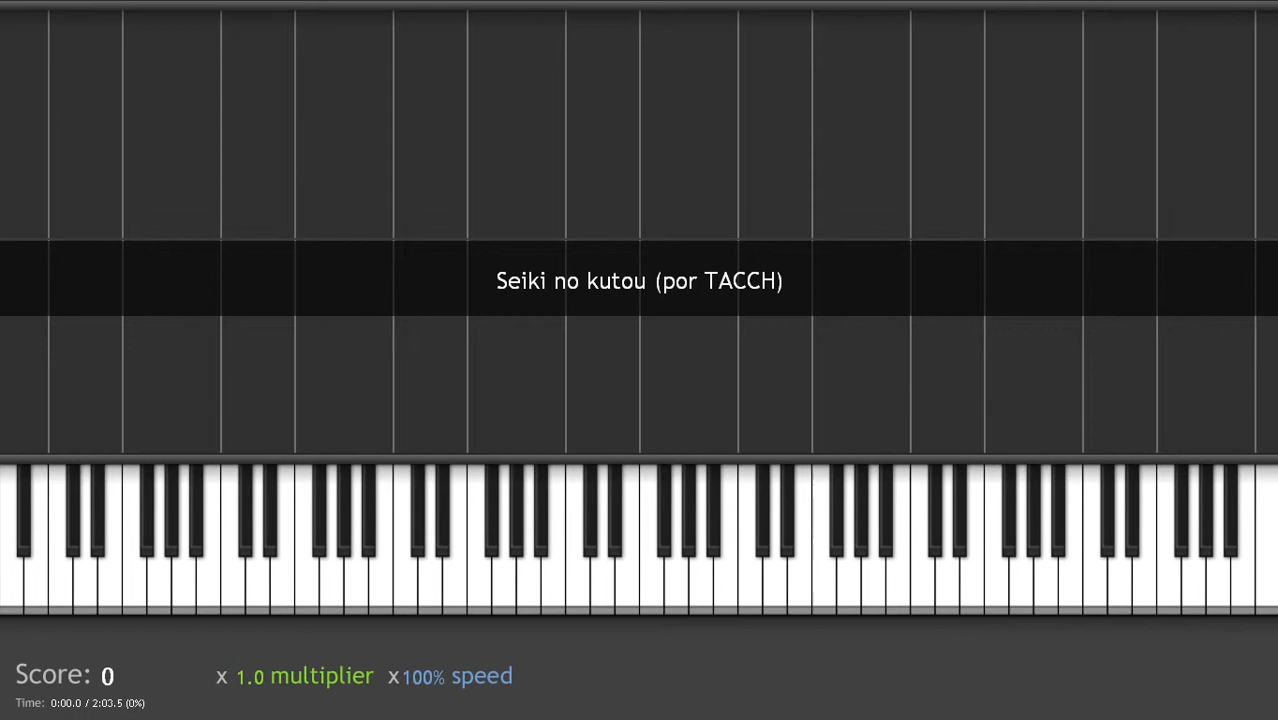 Seiki no kutou (por TACCH)
Score: 0 x 1.0 multiplier x100% speed
Time: 0:00.0 / 2:03.5 (0%)